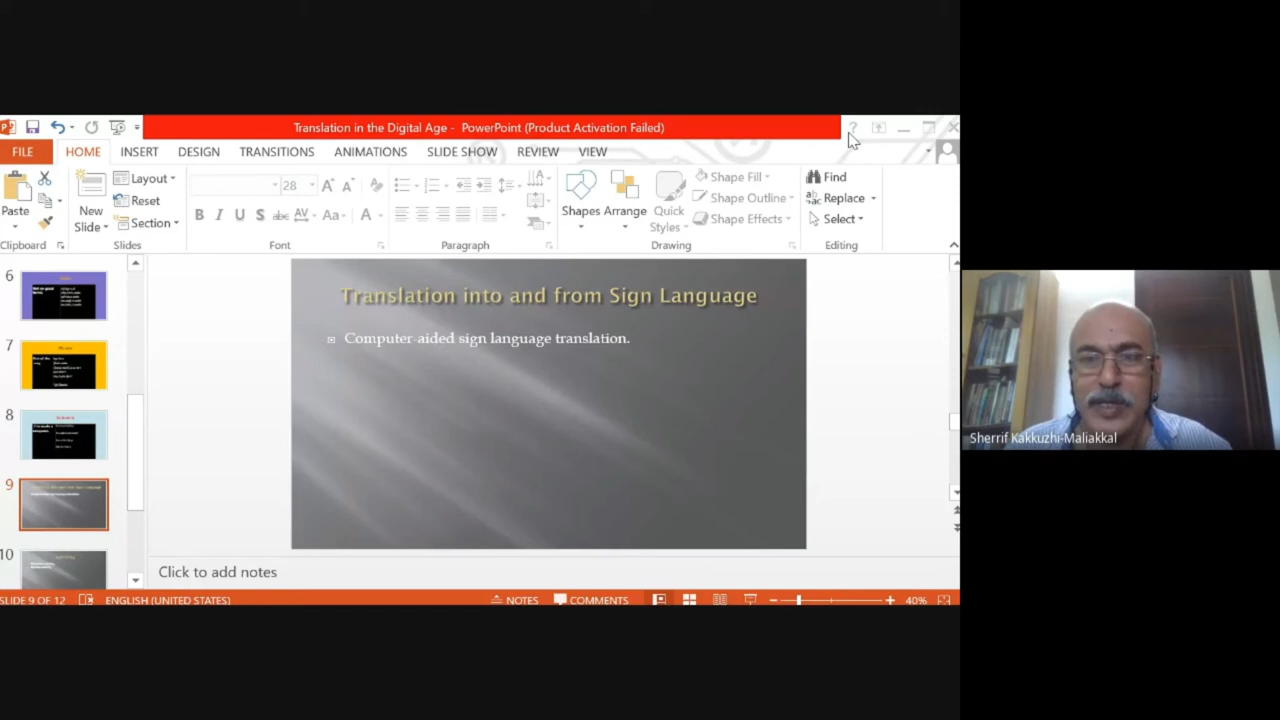 Translation in the Digital Age - PowerPoint (Product Activation Failed)
FILE HOME INSERT DESIGN TRANSITIONS ANIMATIONS SLIDE SHOW REVIEW VIEW
Paste
New Slide
Layout
Reset
Section
28
Shapes
Arrange
Quick Styles
Shape Fill
Shape Outline
Shape Effects
Find
Replace
Select
Clipboard Slides Font Paragraph Drawing Editing
6
7
8
9
10
Translation into and from Sign Language
Computer-aided sign language translation.
Click to add notes
SLIDE 9 OF 12 ENGLISH (UNITED STATES) NOTES COMMENTS 40%
Sherrif Kakkuzhi-Maliakkal